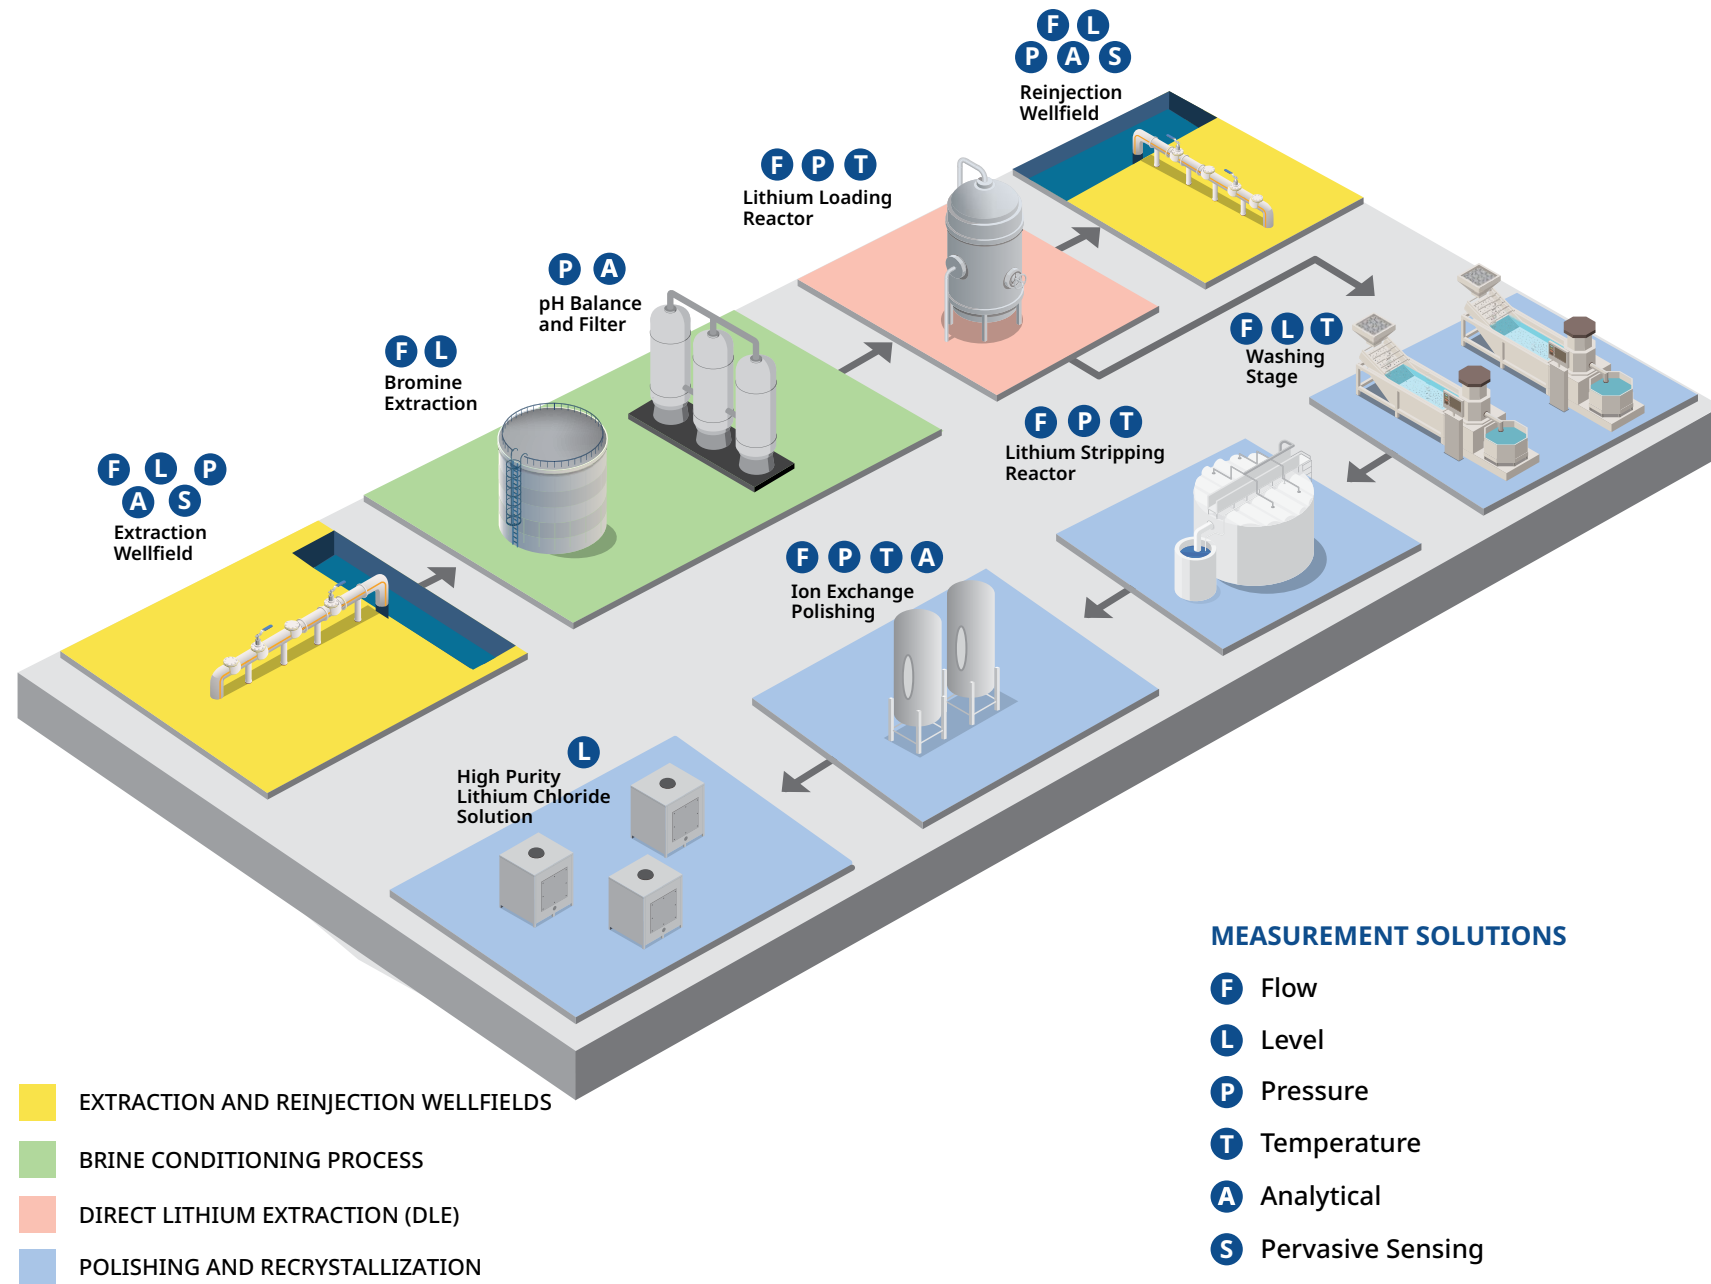 F L
P A S
Reinjection
Wellfield
F P T
Lithium Loading
Reactor
P A
pH Balance
and Filter
F L
Bromine
Extraction
F L T
Washing
Stage
F P T
Lithium Stripping
Reactor
F L P
A S
Extraction
Wellfield
F P T A
Ion Exchange
Polishing
L
High Purity
Lithium Chloride
Solution
MEASUREMENT SOLUTIONS
F Flow
L Level
P Pressure
T Temperature
A Analytical
S Pervasive Sensing
EXTRACTION AND REINJECTION WELLFIELDS
BRINE CONDITIONING PROCESS
DIRECT LITHIUM EXTRACTION (DLE)
POLISHING AND RECRYSTALLIZATION